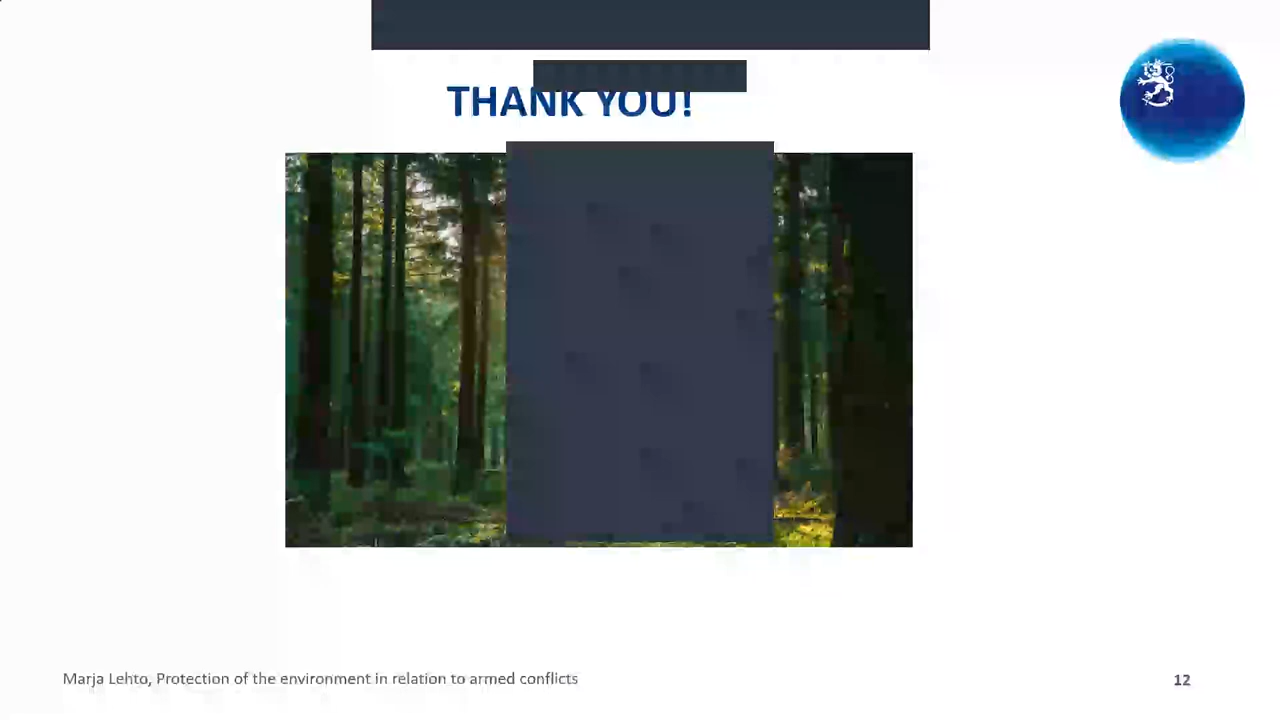 THANK YOU!
Marja Lehto, Protection of the environment in relation to armed conflicts
12